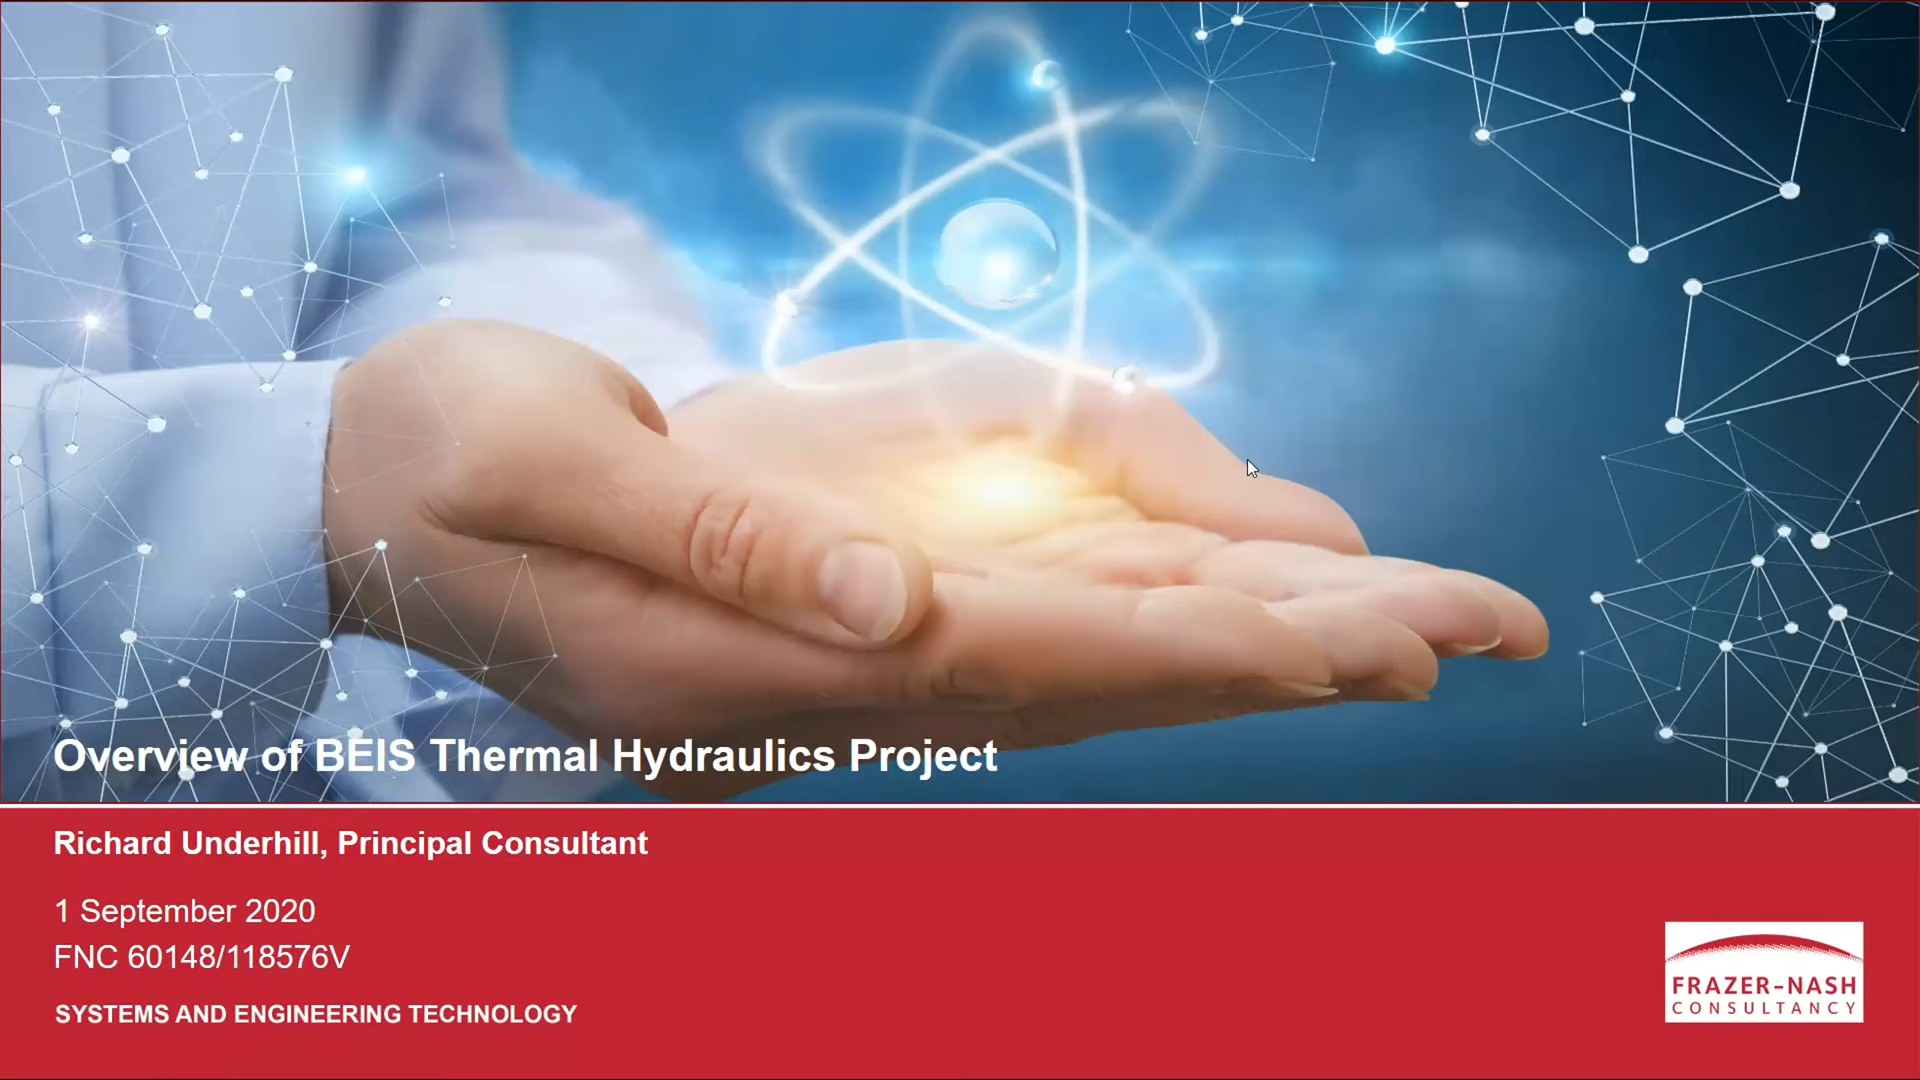 Overview of BEIS Thermal Hydraulics Project
Richard Underhill, Principal Consultant
1 September 2020
FNC 60148/118576V
SYSTEMS AND ENGINEERING TECHNOLOGY
FRAZER-NASH
CONSULTANCY